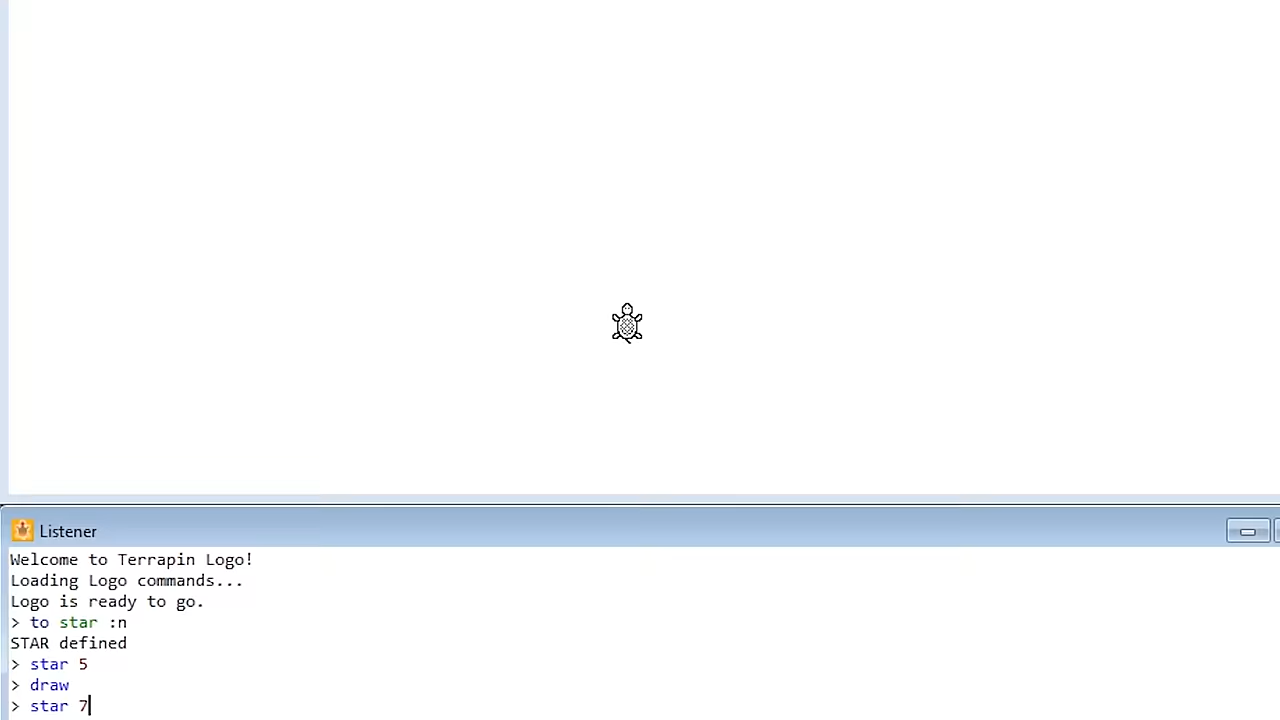 Listener
Welcome to Terrapin Logo!
Loading Logo commands...
Logo is ready to go.
> to star :n
STAR defined
> star 5
> draw
> star 7